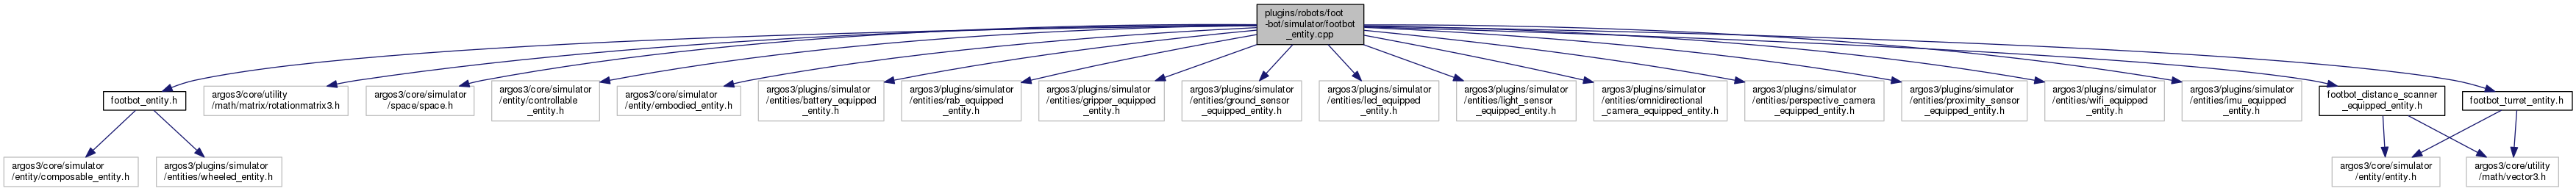 plugins/robots/foot
-bot/simulator/footbot
_entity.cpp
footbot_entity.h
argos3/core/utility
/math/matrix/rotationmatrix3.h
argos3/core/simulator
/space/space.h
argos3/core/simulator
/entity/controllable
_entity.h
argos3/core/simulator
/entity/embodied_entity.h
argos3/plugins/simulator
/entities/battery_equipped
_entity.h
argos3/plugins/simulator
/entities/rab_equipped
_entity.h
argos3/plugins/simulator
/entities/gripper_equipped
_entity.h
argos3/plugins/simulator
/entities/ground_sensor
_equipped_entity.h
argos3/plugins/simulator
/entities/led_equipped
_entity.h
argos3/plugins/simulator
/entities/light_sensor
_equipped_entity.h
argos3/plugins/simulator
/entities/omnidirectional
_camera_equipped_entity.h
argos3/plugins/simulator
/entities/perspective_camera
_equipped_entity.h
argos3/plugins/simulator
/entities/proximity_sensor
_equipped_entity.h
argos3/plugins/simulator
/entities/wifi_equipped
_entity.h
argos3/plugins/simulator
/entities/imu_equipped
_entity.h
footbot_distance_scanner
_equipped_entity.h
footbot_turret_entity.h
argos3/core/simulator
/entity/composable_entity.h
argos3/plugins/simulator
/entities/wheeled_entity.h
argos3/core/simulator
/entity/entity.h
argos3/core/utility
/math/vector3.h